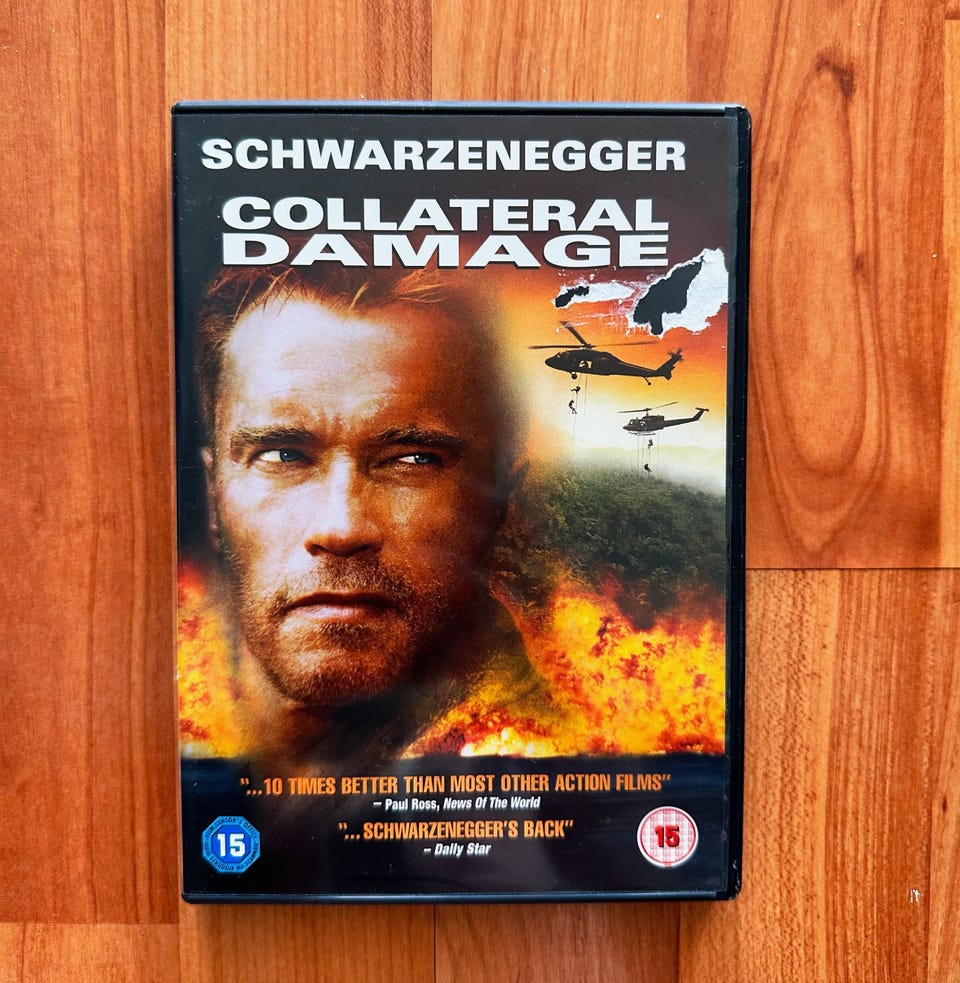 SCHWARZENEGGER
COLLATERAL
DAMAGE
"...10 TIMES BETTER THAN MOST OTHER ACTION FILMS"
– Paul Ross, News Of The World
"...SCHWARZENEGGER'S BACK"
– Daily Star
15
15